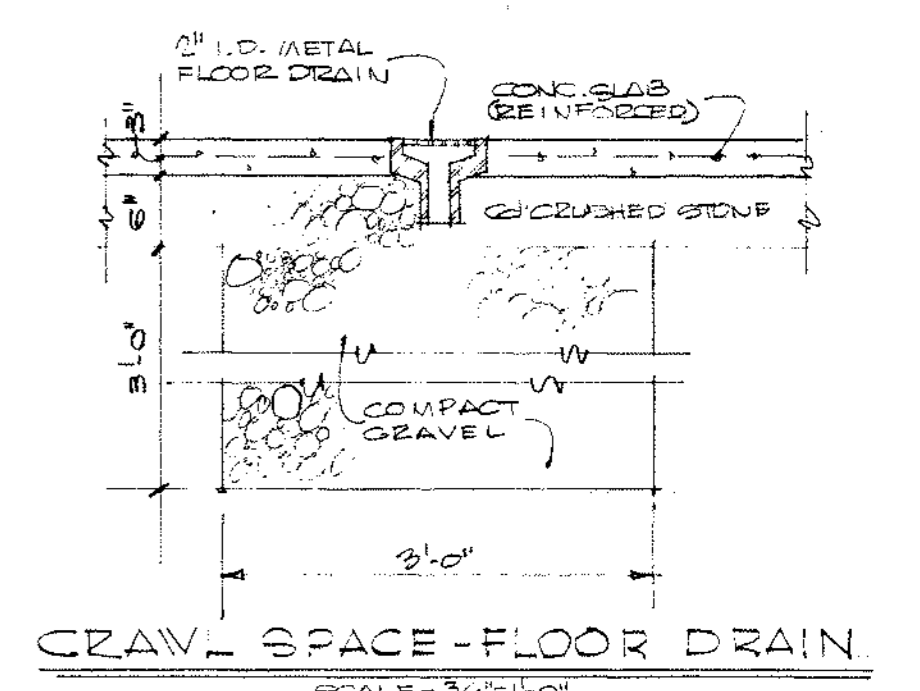 2" I.D. METAL
FLOOR DRAIN
CONC. SLAB
(REINFORCED)
3"
6"
CRUSHED STONE
3'-0"
COMPACT
GRAVEL
3'-0"
CRAWL SPACE-FLOOR DRAIN